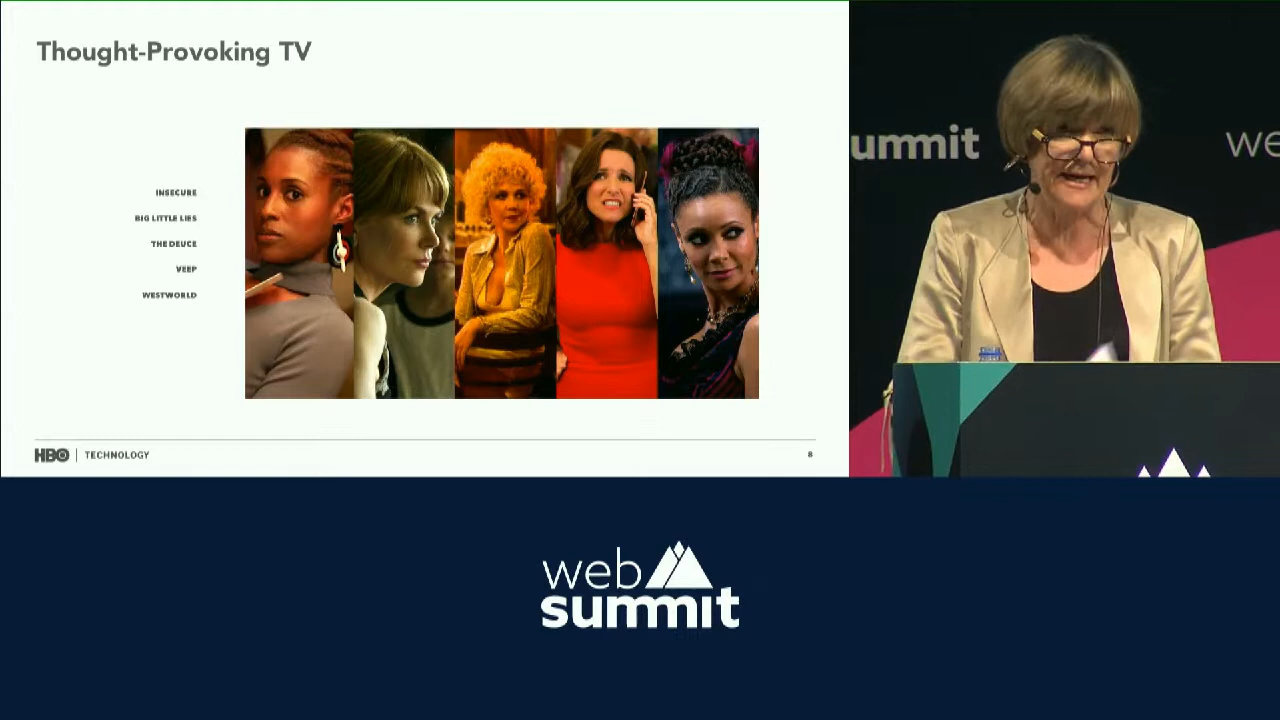 Thought-Provoking TV
INSECURE
BIG LITTLE LIES
THE DEUCE
VEEP
WESTWORLD
HBO TECHNOLOGY
8
ummit
we
web
summit